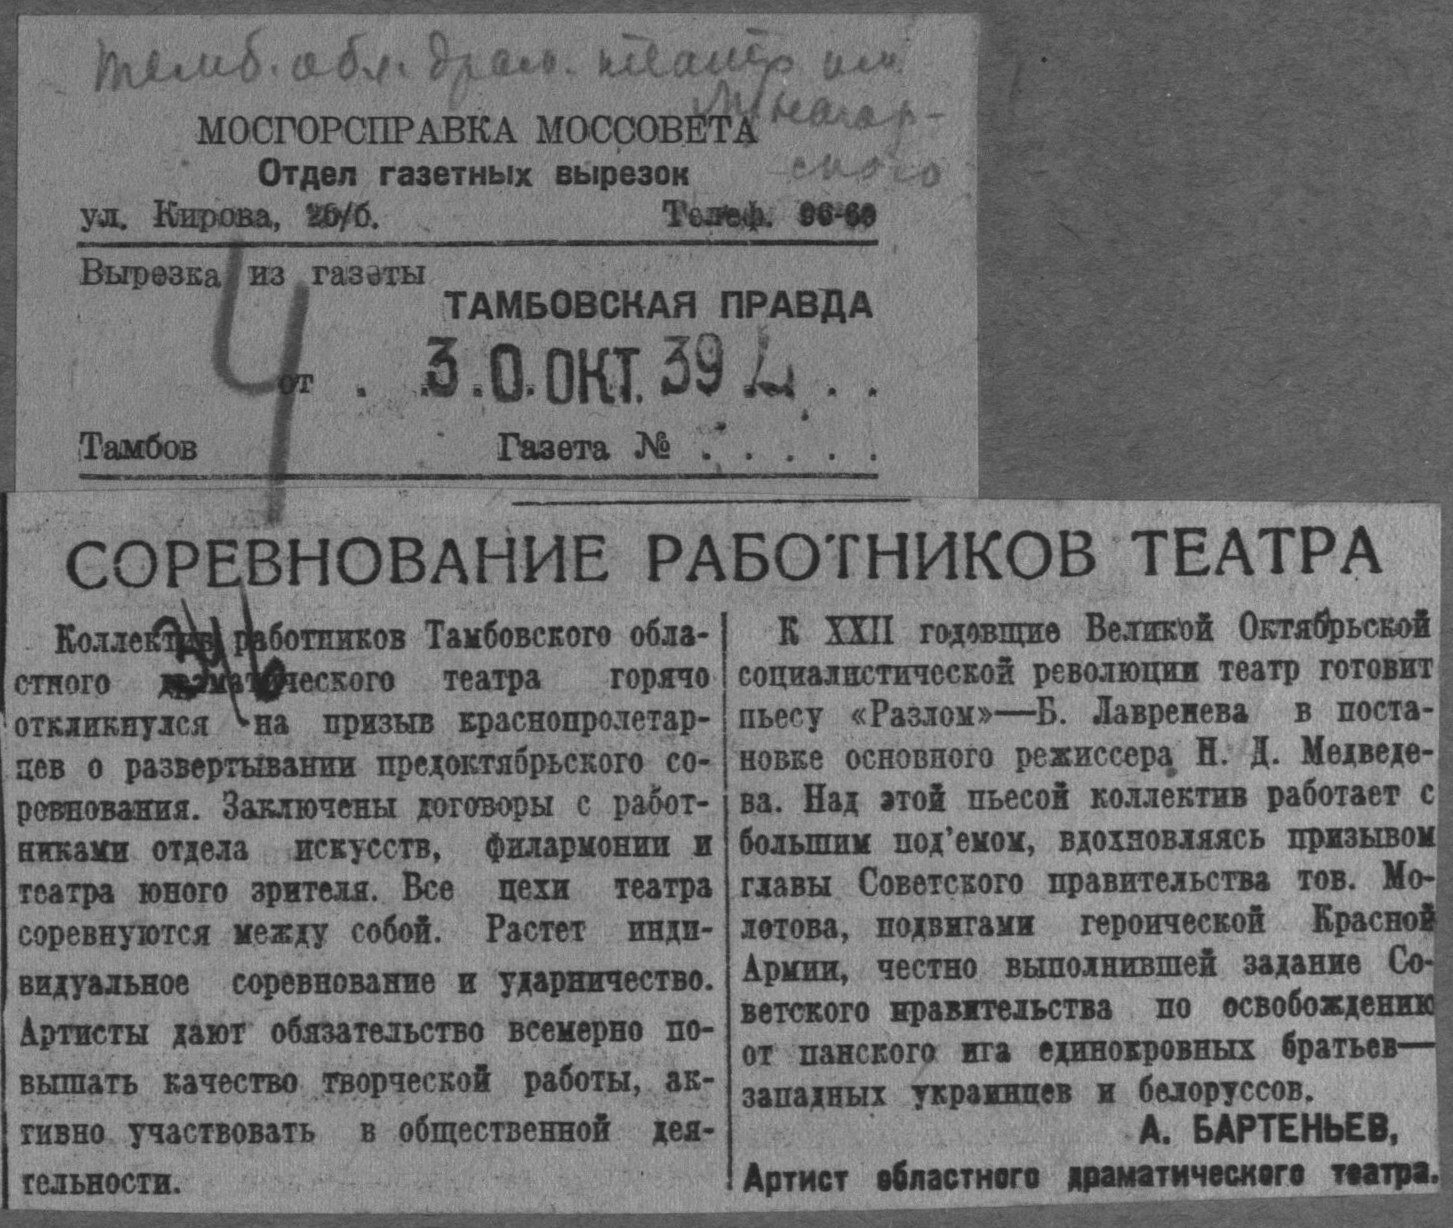 Тамб. обл. драм. театр им.
Луначар-
ского
МОСГОРСПРАВКА МОССОВЕТА
Отдел газетных вырезок
ул. Кирова, 26/б. Телеф. 96-69
Вырезка из газеты
ТАМБОВСКАЯ ПРАВДА
4
от . . 3 0. ОКТ. 39 . . .
Тамбов Газета № . . . . .
СОРЕВНОВАНИЕ РАБОТНИКОВ ТЕАТРА
Коллектив работников Тамбовского обла-
стного драматического театра горячо
откликнулся на призыв краснопролетар-
цев о развертывании предоктябрьского со-
ревнования. Заключены договоры с работ-
никами отдела искусств, филармонии и
театра юного зрителя. Все цехи театра
соревнуются между собой. Растет инди-
видуальное соревнование и ударничество.
Артисты дают обязательство всемерно по-
вышать качество творческой работы, ак-
тивно участвовать в общественной дея-
тельности.
К XXII годовщие Великой Октябрьской
социалистической революции театр готовит
пьесу «Разлом»—Б. Лавренева в поста-
новке основного режиссера Н. Д. Медведе-
ва. Над этой пьесой коллектив работает с
большим под'емом, вдохновляясь призывом
главы Советского правительства тов. Мо-
лотова, подвигами героической Красной
Армии, честно выполнившей задание Со-
ветского правительства по освобождению
от панского ига единокровных братьев—
западных украинцев и белоруссов.
А. БАРТЕНЬЕВ,
Артист областного драматического театра.